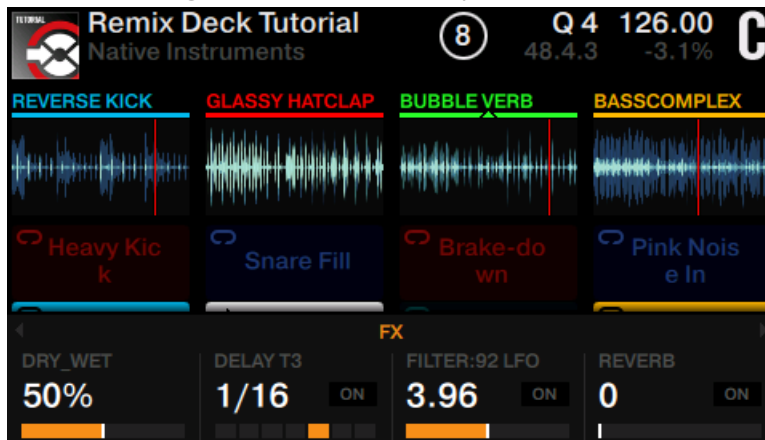 Remix Deck Tutorial
Native Instruments
8
Q 4 126.00
48.4.3 -3.1%
C
REVERSE KICK GLASSY HATCLAP BUBBLE VERB BASSCOMPLEX
Heavy Kic
k
Snare Fill
Brake-do
wn
Pink Nois
e In
FX
DRY_WET DELAY T3 FILTER:92 LFO REVERB
50% 1/16 ON 3.96 ON 0 ON